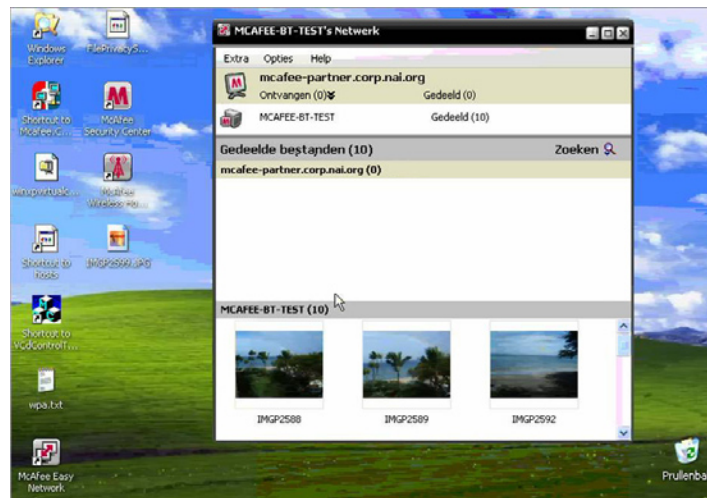 Windows
Explorer
FilePrivacyS...
Shortcut to
McAfee.C...
McAfee
Security Center
winxpvirtualc...
McAfee
Wireless Ho...
Shortcut to
hosts
IMGP2599.JPG
Shortcut to
VCdControlT...
wpa.txt
McAfee Easy
Network
MCAFEE-BT-TEST's Netwerk
Extra Opties Help
mcafee-partner.corp.nai.org
Ontvangen (0) Gedeeld (0)
MCAFEE-BT-TEST Gedeeld (10)
Gedeelde bestanden (10) Zoeken
mcafee-partner.corp.nai.org (0)
MCAFEE-BT-TEST (10)
IMGP2588 IMGP2589 IMGP2592
Prullenba